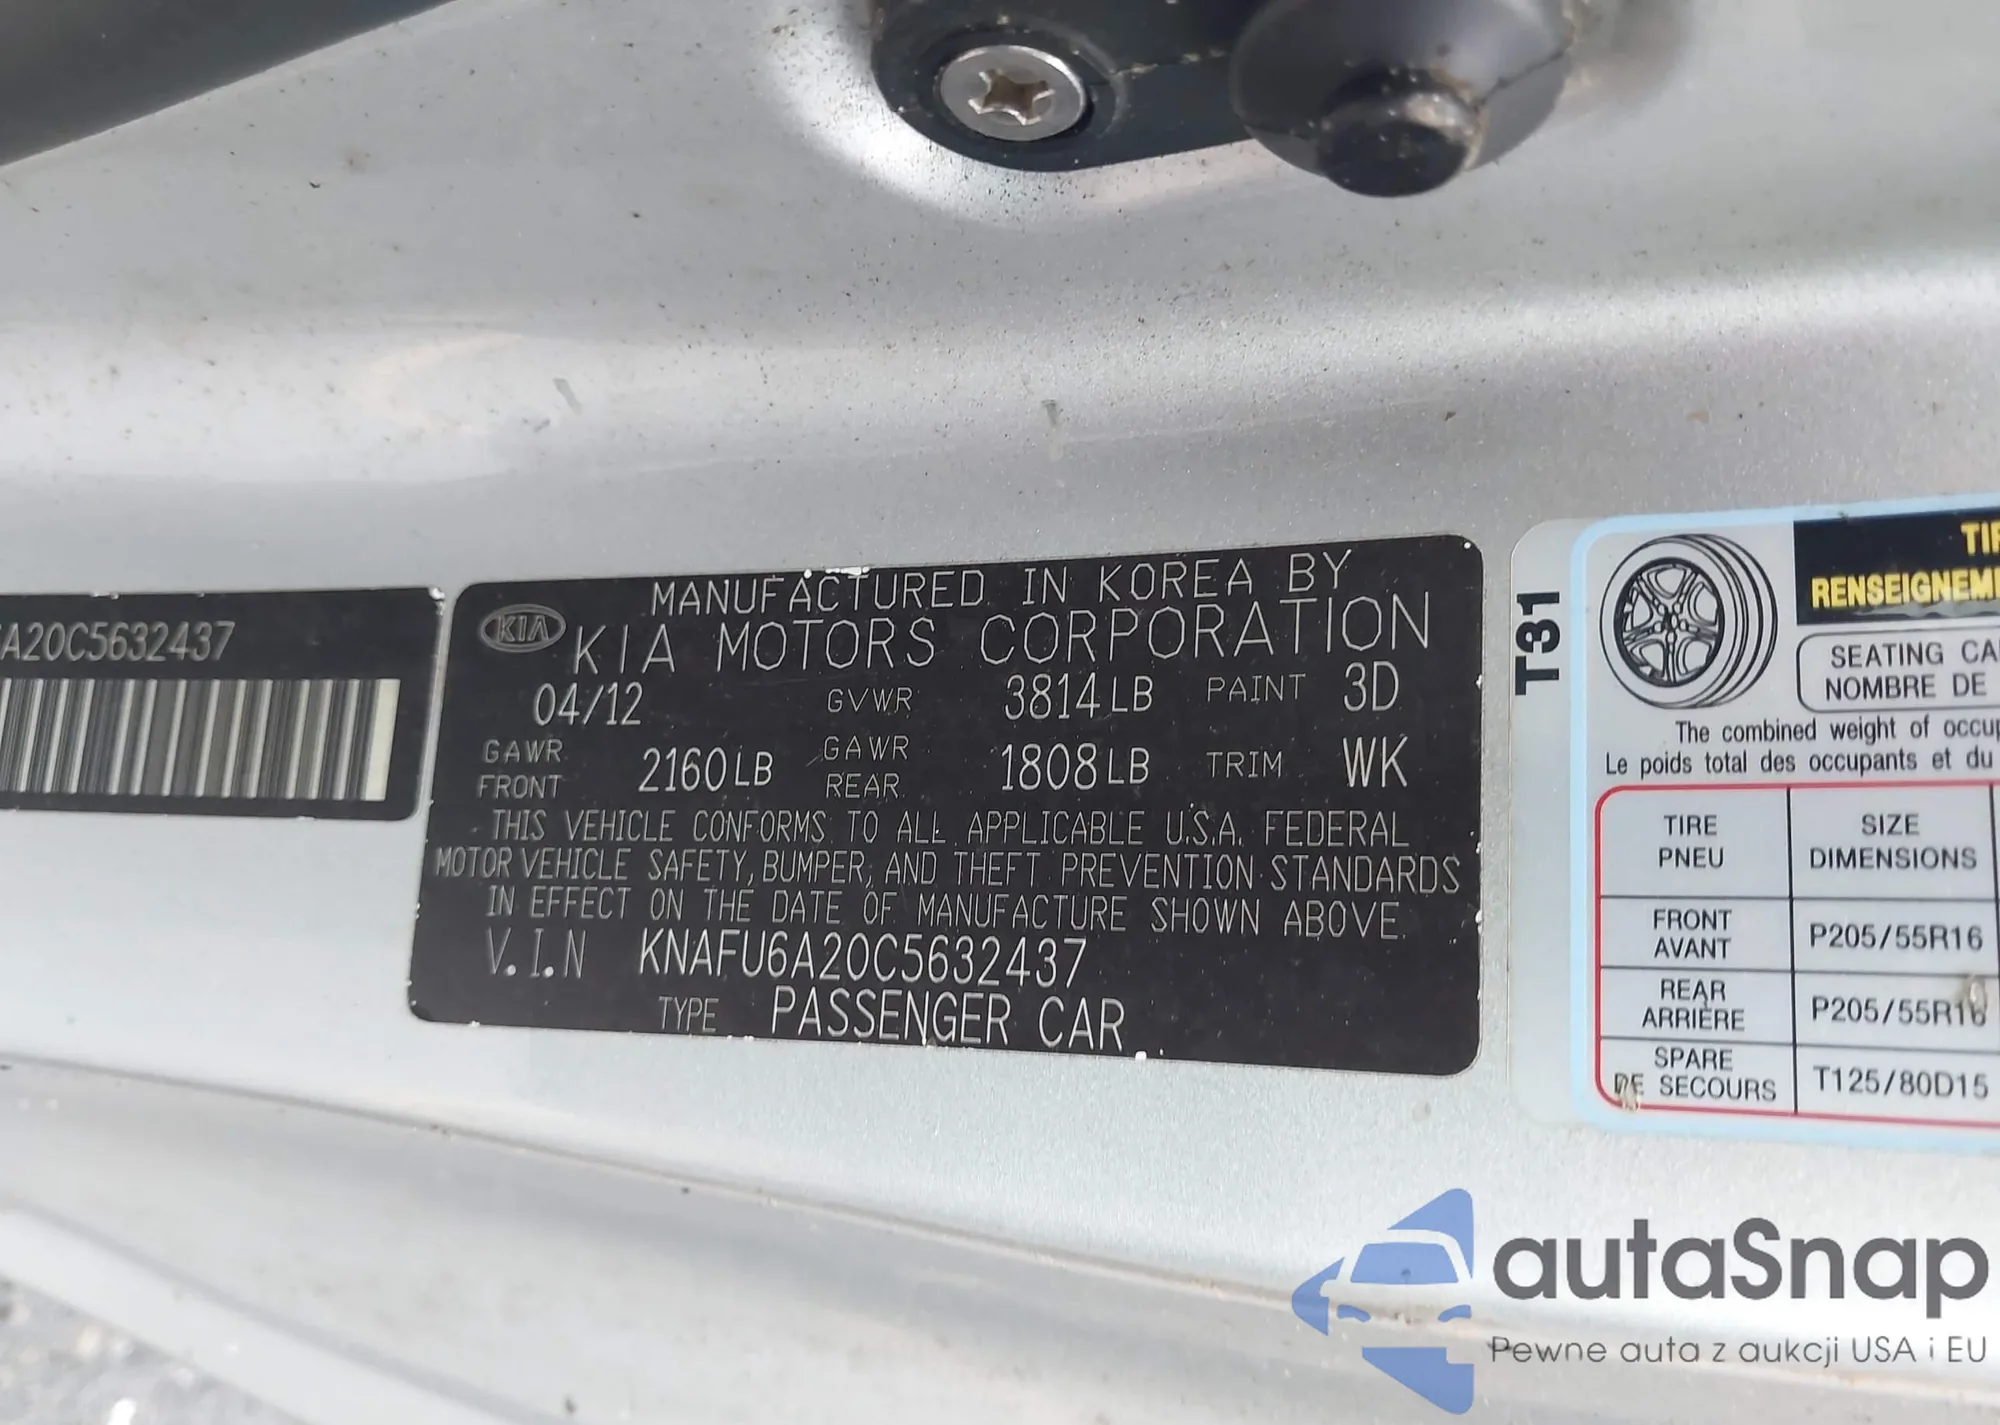 A20C5632437
KIA
MANUFACTURED IN KOREA BY
KIA MOTORS CORPORATION
04/12 GVWR 3814LB PAINT 3D
GAWR FRONT 2160LB GAWR REAR 1808LB TRIM WK
THIS VEHICLE CONFORMS TO ALL APPLICABLE U.S.A. FEDERAL
MOTOR VEHICLE SAFETY, BUMPER, AND THEFT PREVENTION STANDARDS
IN EFFECT ON THE DATE OF MANUFACTURE SHOWN ABOVE.
V.I.N KNAFU6A20C5632437
TYPE PASSENGER CAR
T31
TIR
RENSEIGNEME
SEATING CA
NOMBRE DE
The combined weight of occup
Le poids total des occupants et du
TIRE SIZE
PNEU DIMENSIONS
FRONT
AVANT P205/55R16
REAR
ARRIÈRE P205/55R16
SPARE
DE SECOURS T125/80D15
autaSnap
Pewne auta z aukcji USA i EU